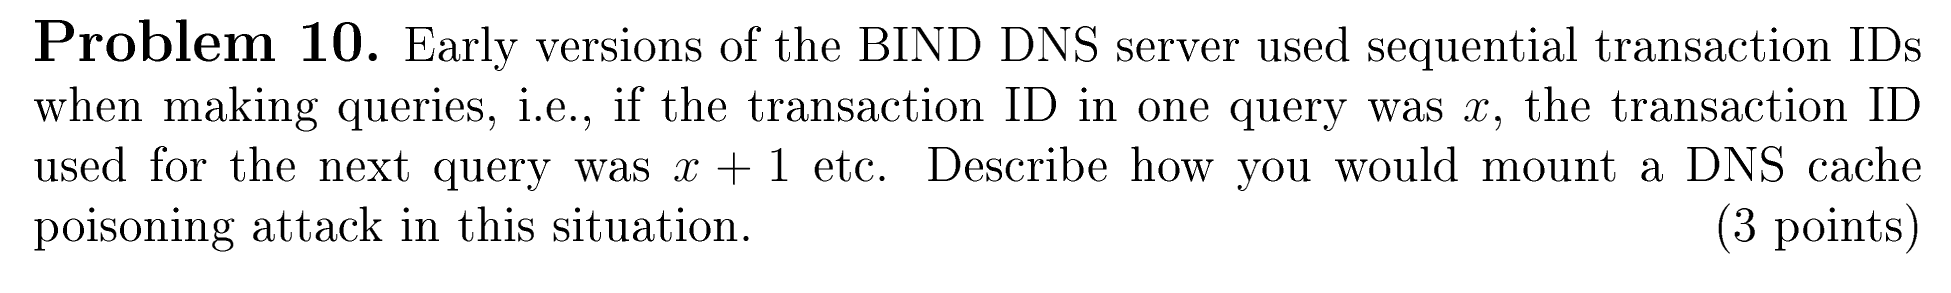 Problem 10. Early versions of the BIND DNS server used sequential transaction IDs
when making queries, i.e., if the transaction ID in one query was x, the transaction ID
used for the next query was x + 1 etc. Describe how you would mount a DNS cache
poisoning attack in this situation. (3 points)